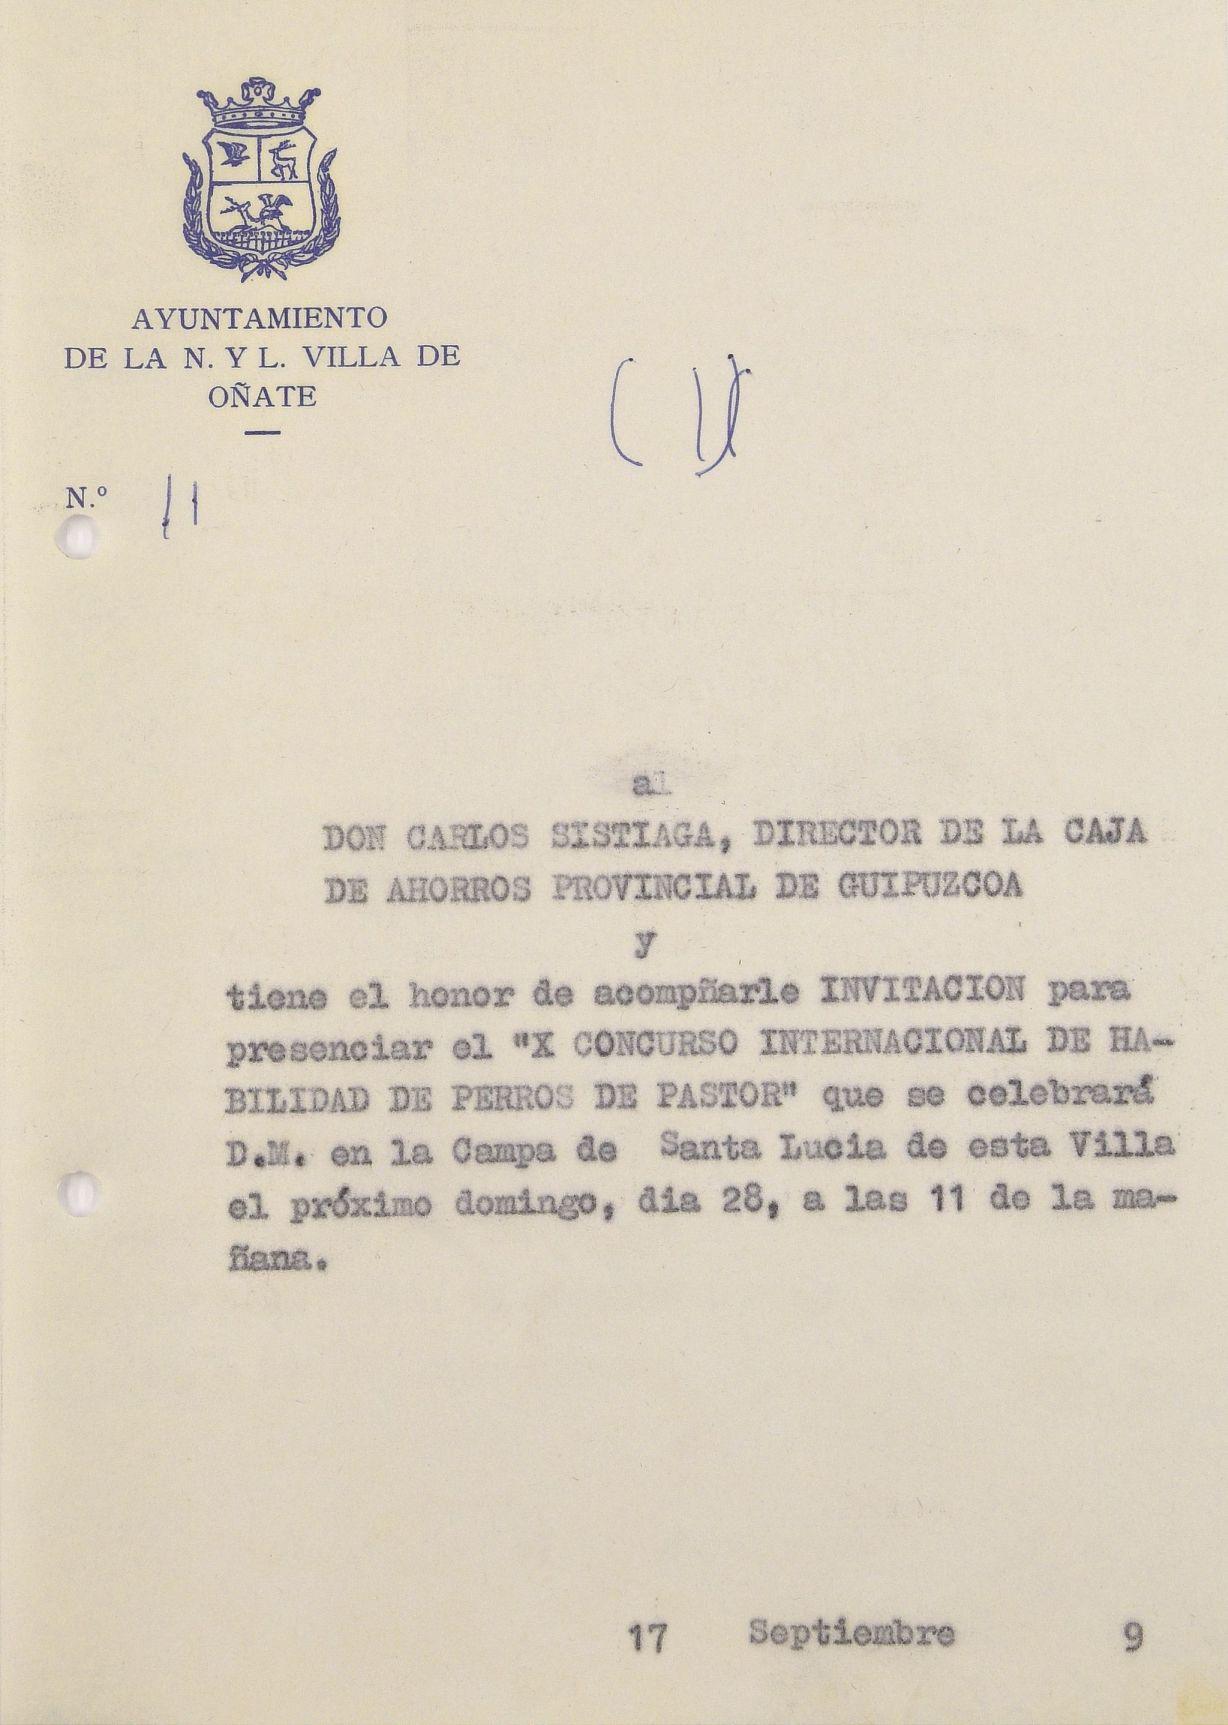 AYUNTAMIENTO
DE LA N. Y L. VILLA DE
OÑATE
N.º 11
al
DON CARLOS SISTIAGA, DIRECTOR DE LA CAJA
DE AHORROS PROVINCIAL DE GUIPUZCOA
y
tiene el honor de acompñarle INVITACION para
presenciar el "X CONCURSO INTERNACIONAL DE HA-
BILIDAD DE PERROS DE PASTOR" que se celebrará
D.M. en la Campa de Santa Lucia de esta Villa
el próximo domingo, dia 28, a las 11 de la ma-
ñana.
17 Septiembre 9